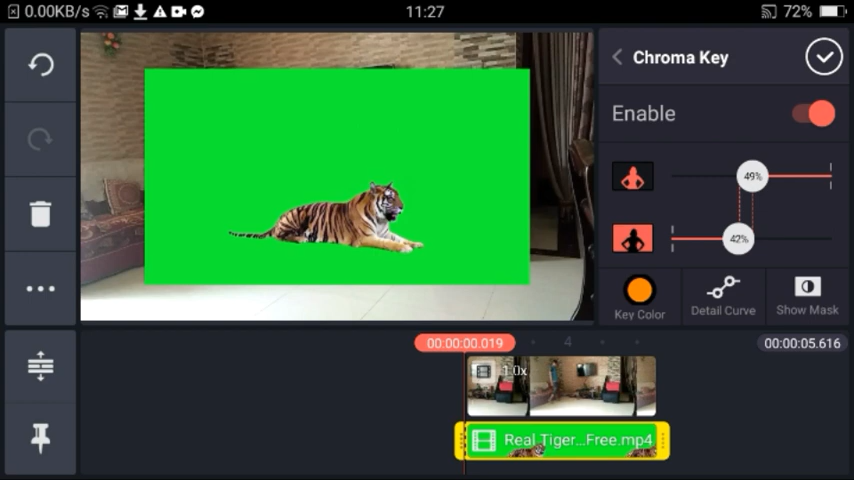 0.00KB/s
11:27
72%
Chroma Key
Enable
49%
42%
Key Color
Detail Curve
Show Mask
00:00:00.019
4
00:00:05.616
1.0x
Real Tiger...Free.mp4